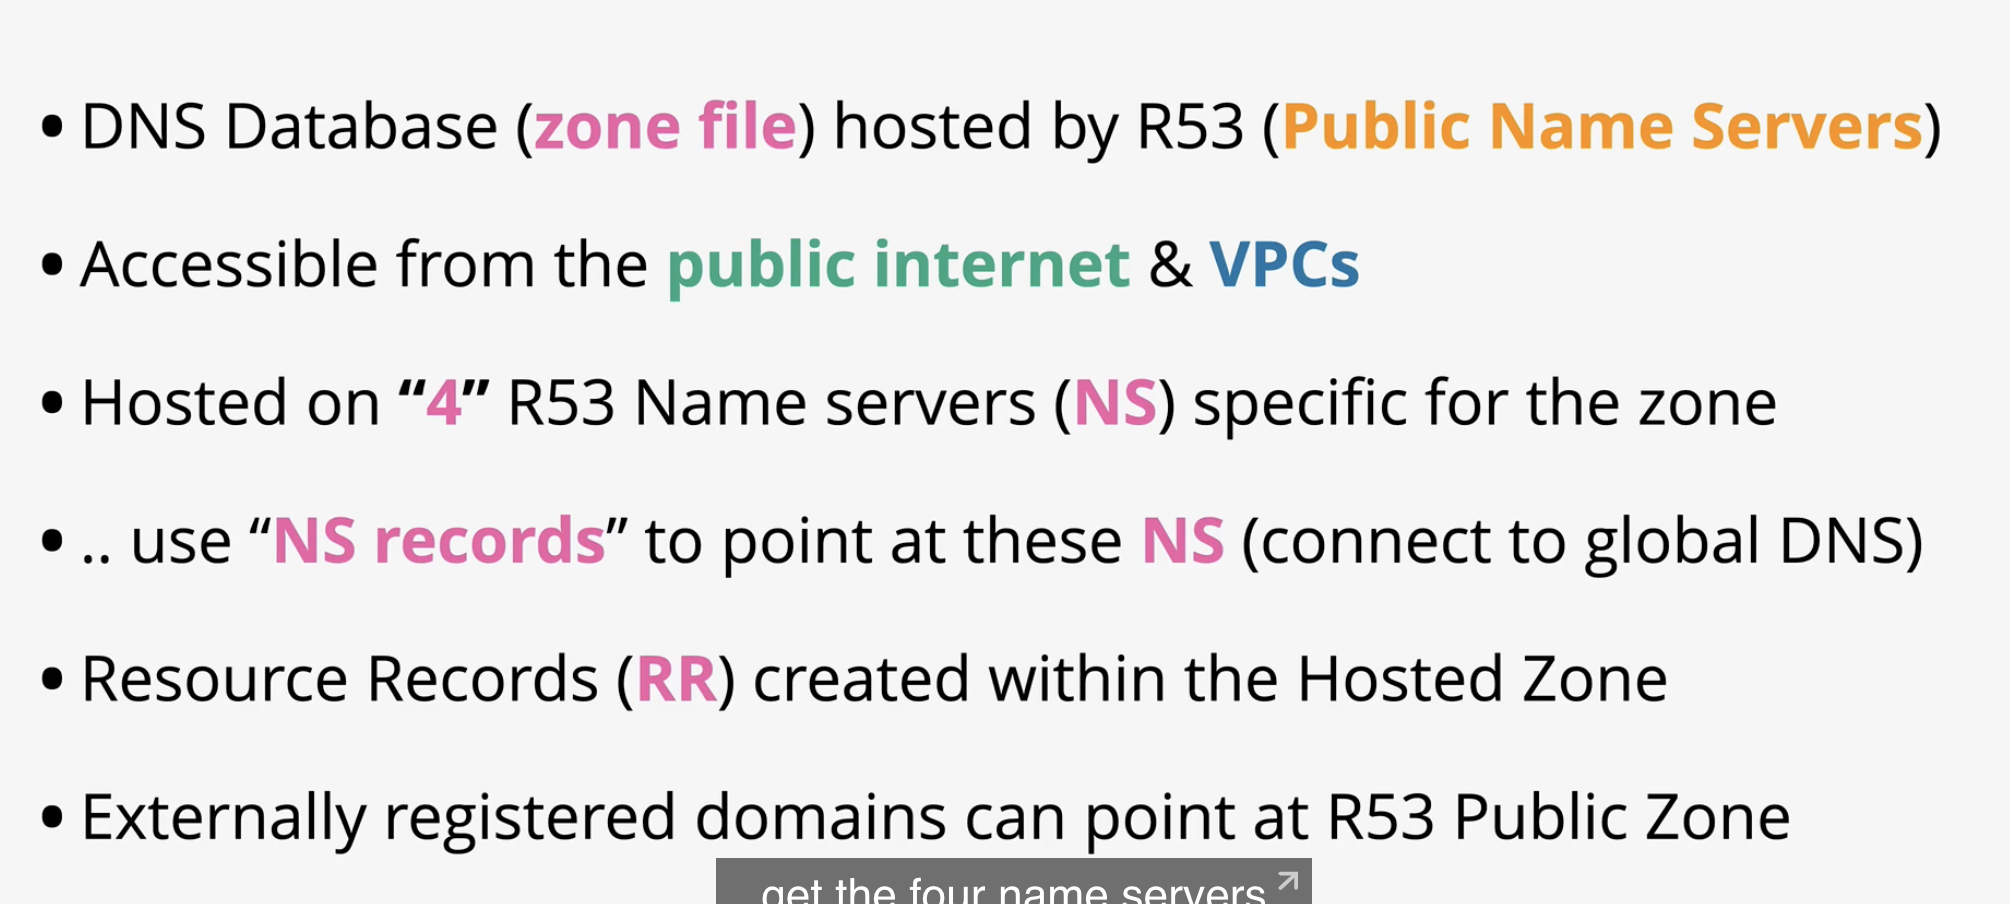 • DNS Database (zone file) hosted by R53 (Public Name Servers)
• Accessible from the public internet & VPCs
• Hosted on “4” R53 Name servers (NS) specific for the zone
• .. use “NS records” to point at these NS (connect to global DNS)
• Resource Records (RR) created within the Hosted Zone
• Externally registered domains can point at R53 Public Zone
get the four name servers